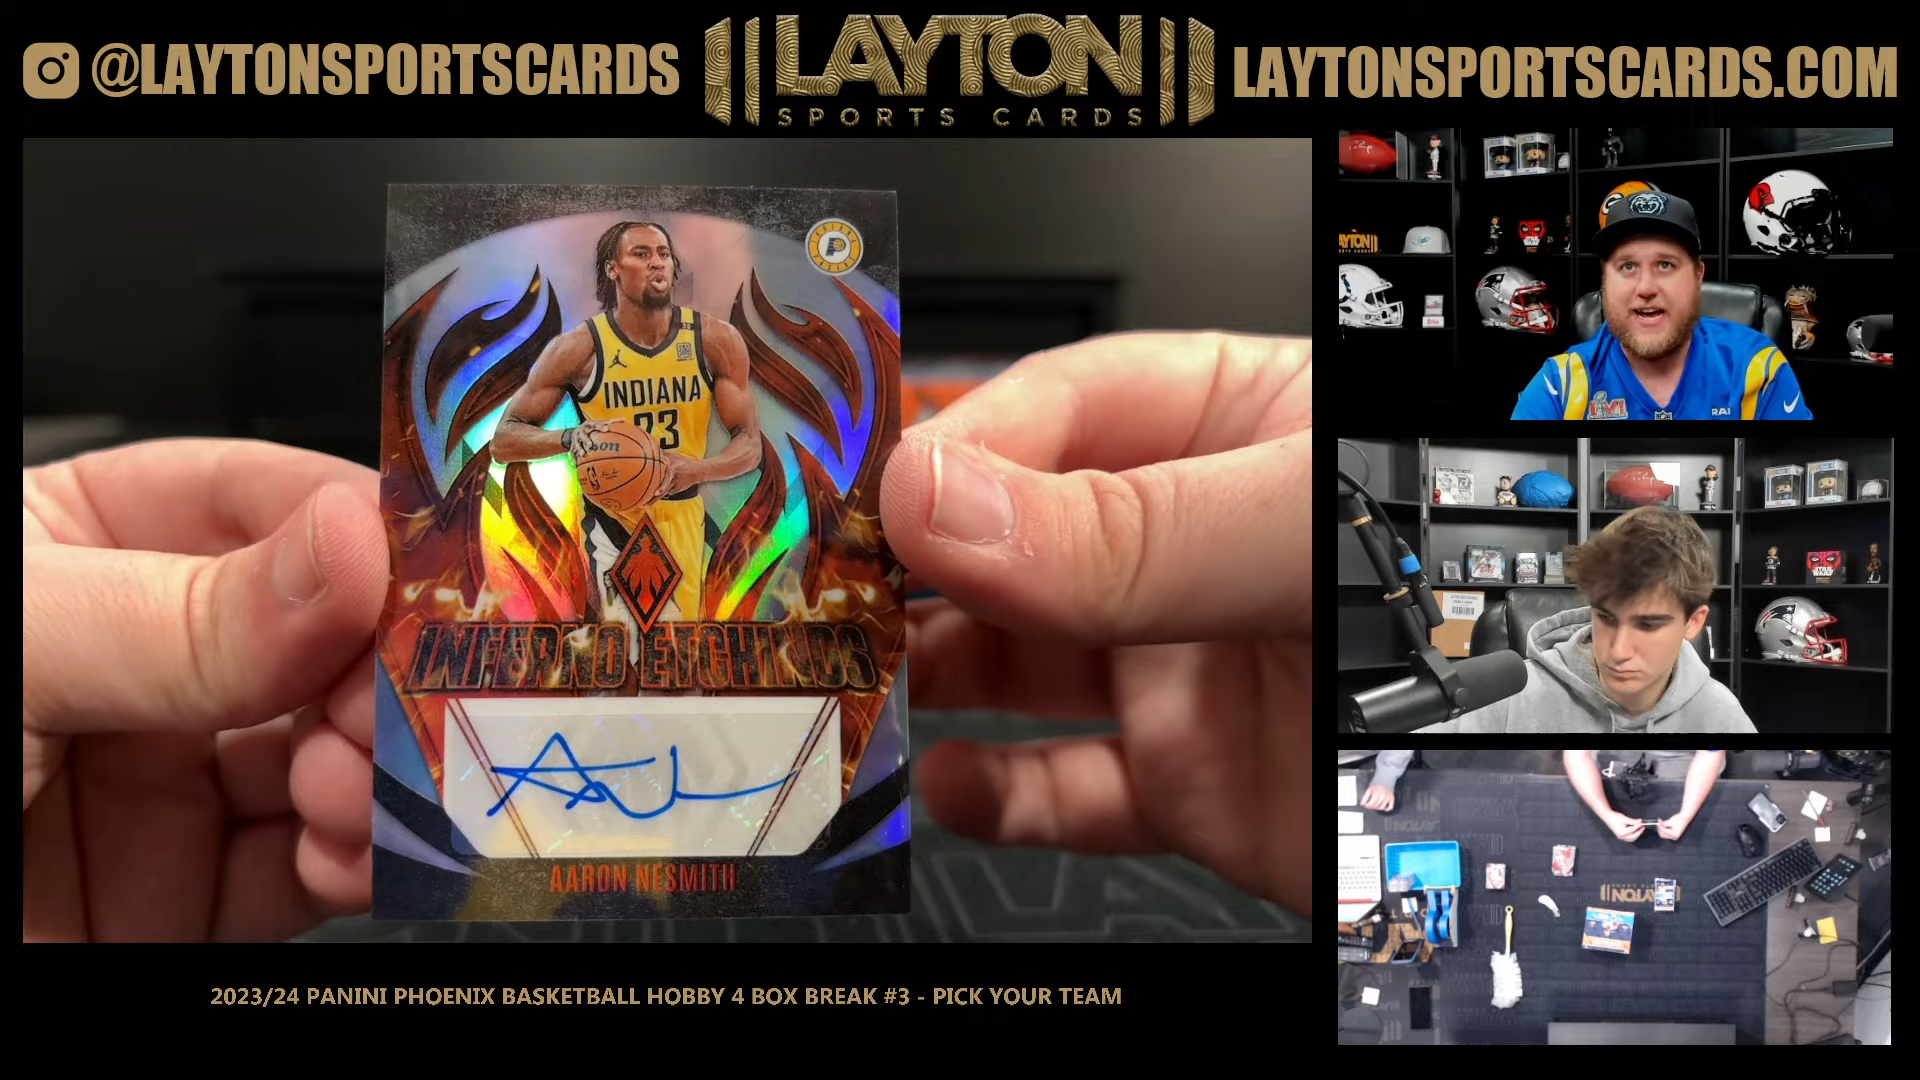 @LAYTONSPORTSCARDS
LAYTON
SPORTS CARDS
LAYTONSPORTSCARDS.COM
INDIANA
23
INFERNO ETCHINGS
AARON NESMITH
2023/24 PANINI PHOENIX BASKETBALL HOBBY 4 BOX BREAK #3 - PICK YOUR TEAM